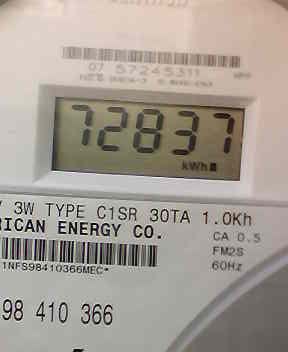 07 57245311
72837
kWh
3W TYPE C1SR 30TA 1.0Kh
RICAN ENERGY CO.
CA 0.5
FM2S
1NFS98410366MEC*
60Hz
98 410 366